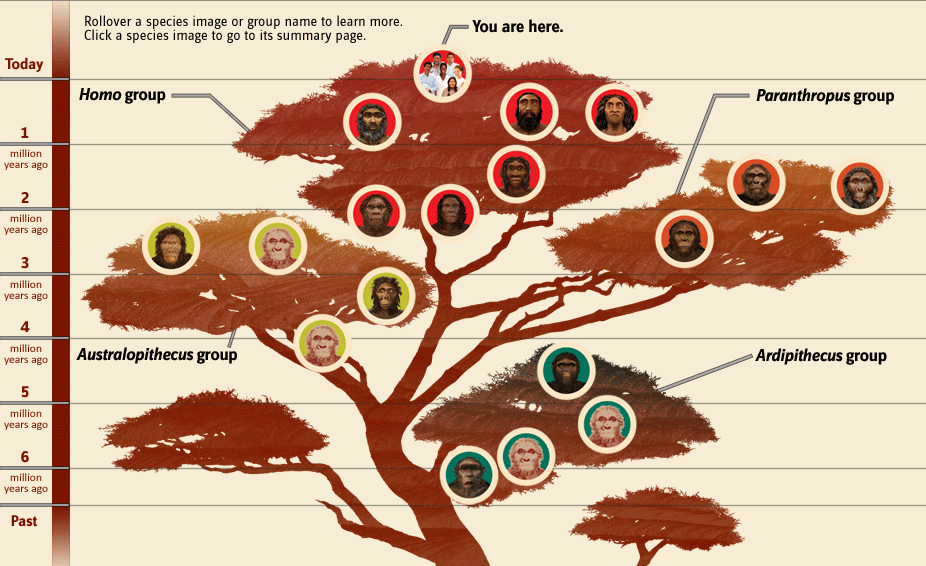 Rollover a species image or group name to learn more.
Click a species image to go to its summary page.
You are here.
Today
Homo group
Paranthropus group
1
million
years ago
2
million
years ago
3
million
years ago
4
million
years ago
Australopithecus group
Ardipithecus group
5
million
years ago
6
million
years ago
Past